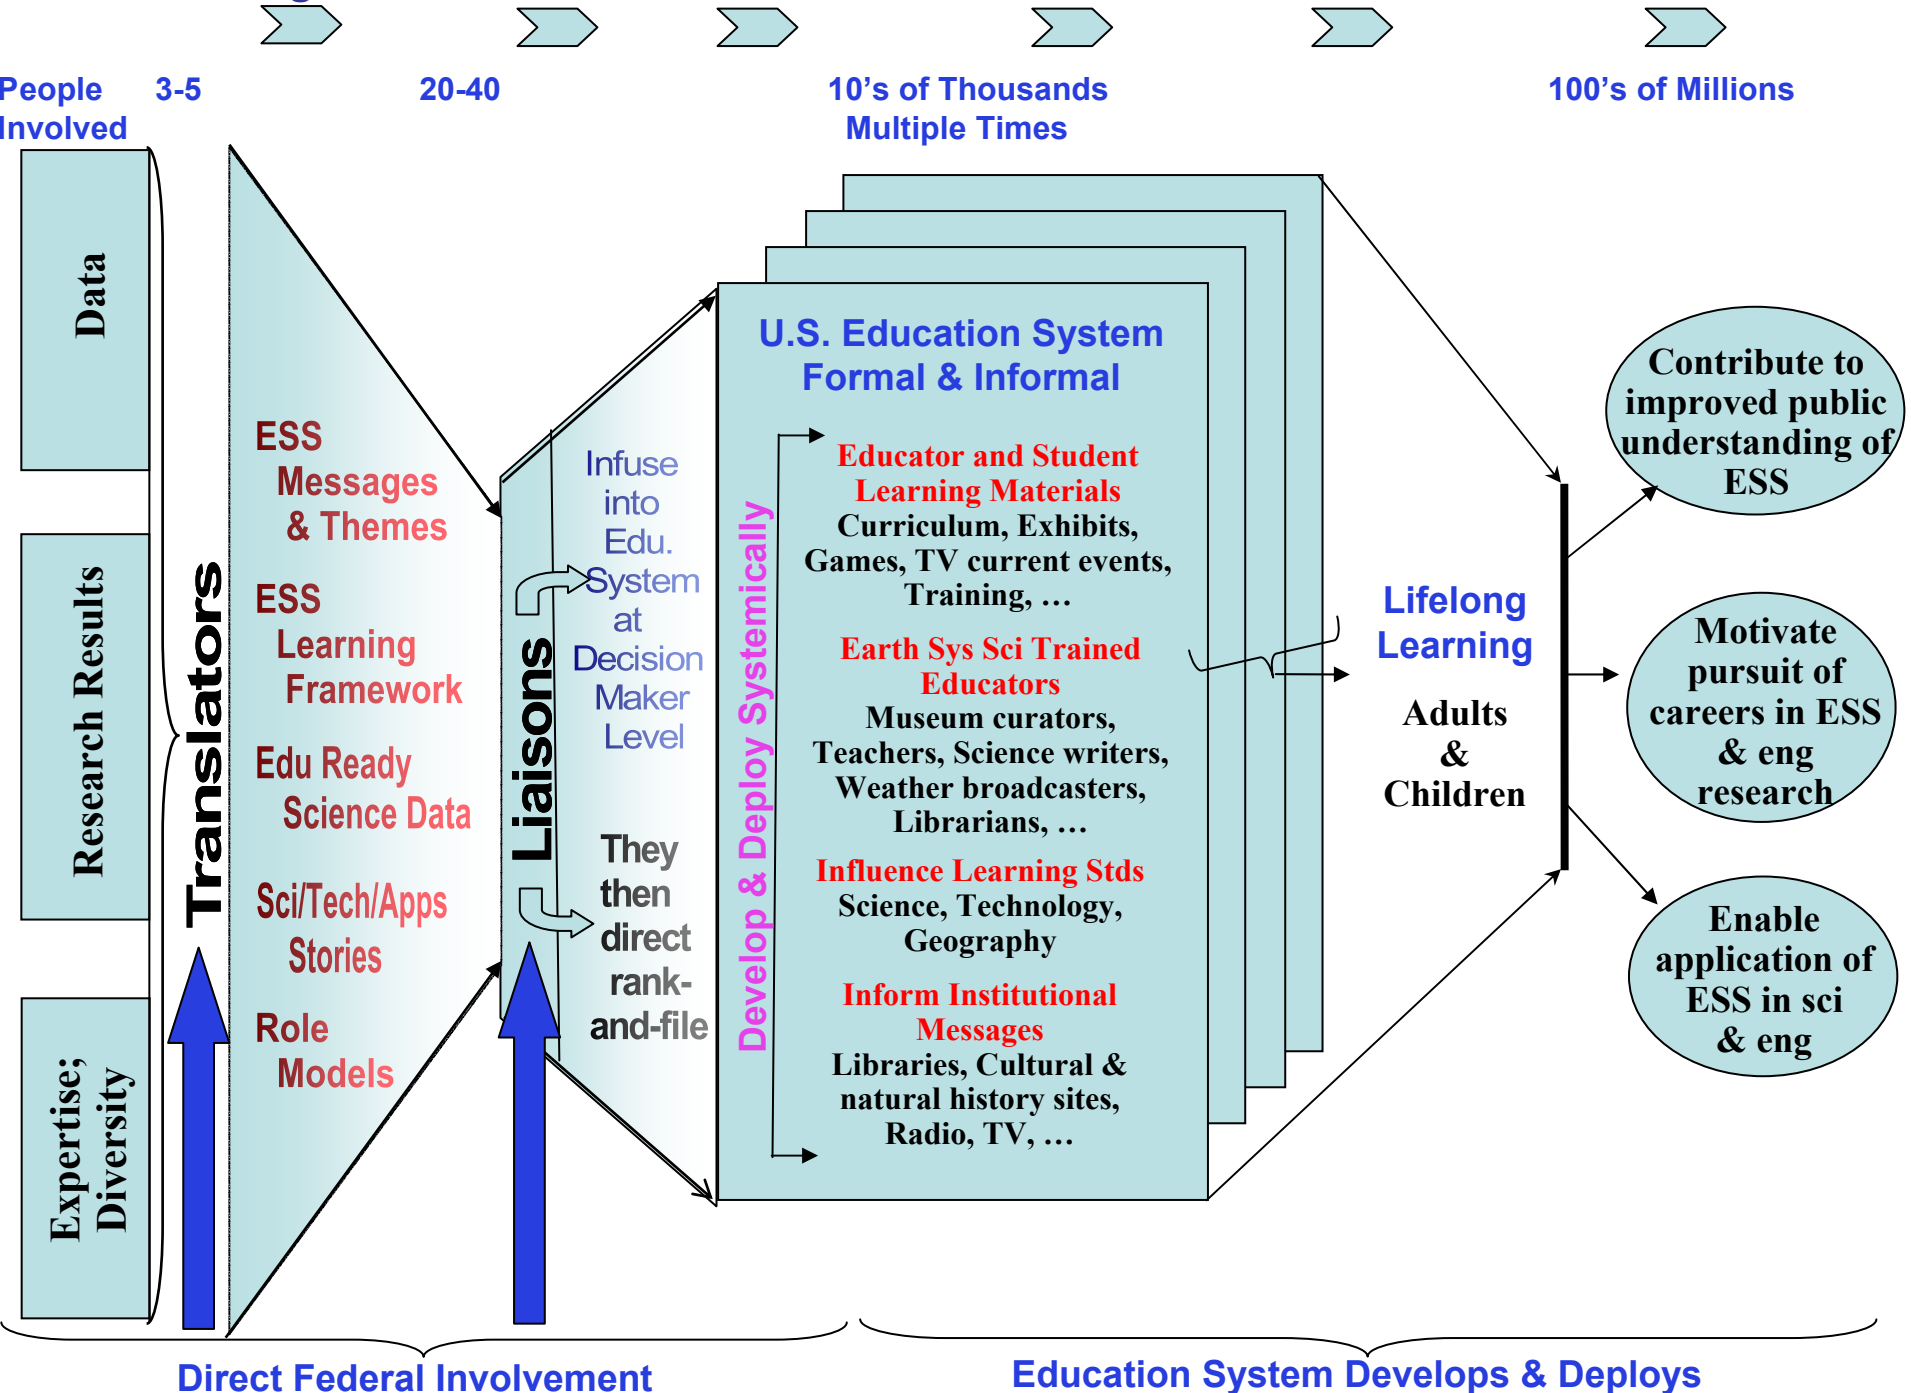 People 3-5 20-40 10's of Thousands 100's of Millions
Involved Multiple Times
Data
Research Results
Expertise;
Diversity
Translators
ESS
Messages
& Themes
ESS
Learning
Framework
Edu Ready
Science Data
Sci/Tech/Apps
Stories
Role
Models
Liaisons
Infuse
into
Edu.
System
at
Decision
Maker
Level
They
then
direct
rank-
and-file
Develop & Deploy Systemically
U.S. Education System
Formal & Informal
Educator and Student
Learning Materials
Curriculum, Exhibits,
Games, TV current events,
Training, …
Earth Sys Sci Trained
Educators
Museum curators,
Teachers, Science writers,
Weather broadcasters,
Librarians, …
Influence Learning Stds
Science, Technology,
Geography
Inform Institutional
Messages
Libraries, Cultural &
natural history sites,
Radio, TV, …
Lifelong
Learning
Adults
&
Children
Contribute to
improved public
understanding of
ESS
Motivate
pursuit of
careers in ESS
& eng
research
Enable
application of
ESS in sci
& eng
Direct Federal Involvement
Education System Develops & Deploys